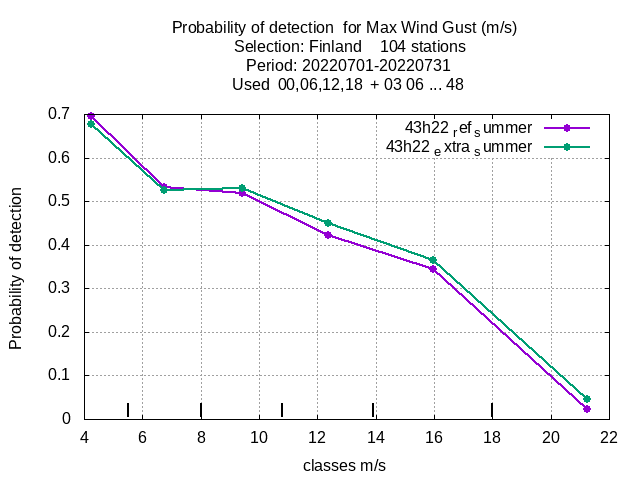 Probability of detection  for Max Wind Gust (m/s)
Selection: Finland    104 stations
Period: 20220701-20220731
Used  00,06,12,18  + 03 06 ... 48
43h22 ref summer
43h22 extra summer
Probability of detection
0.7
0.6
0.5
0.4
0.3
0.2
0.1
0
4 6 8 10 12 14 16 18 20 22
classes m/s